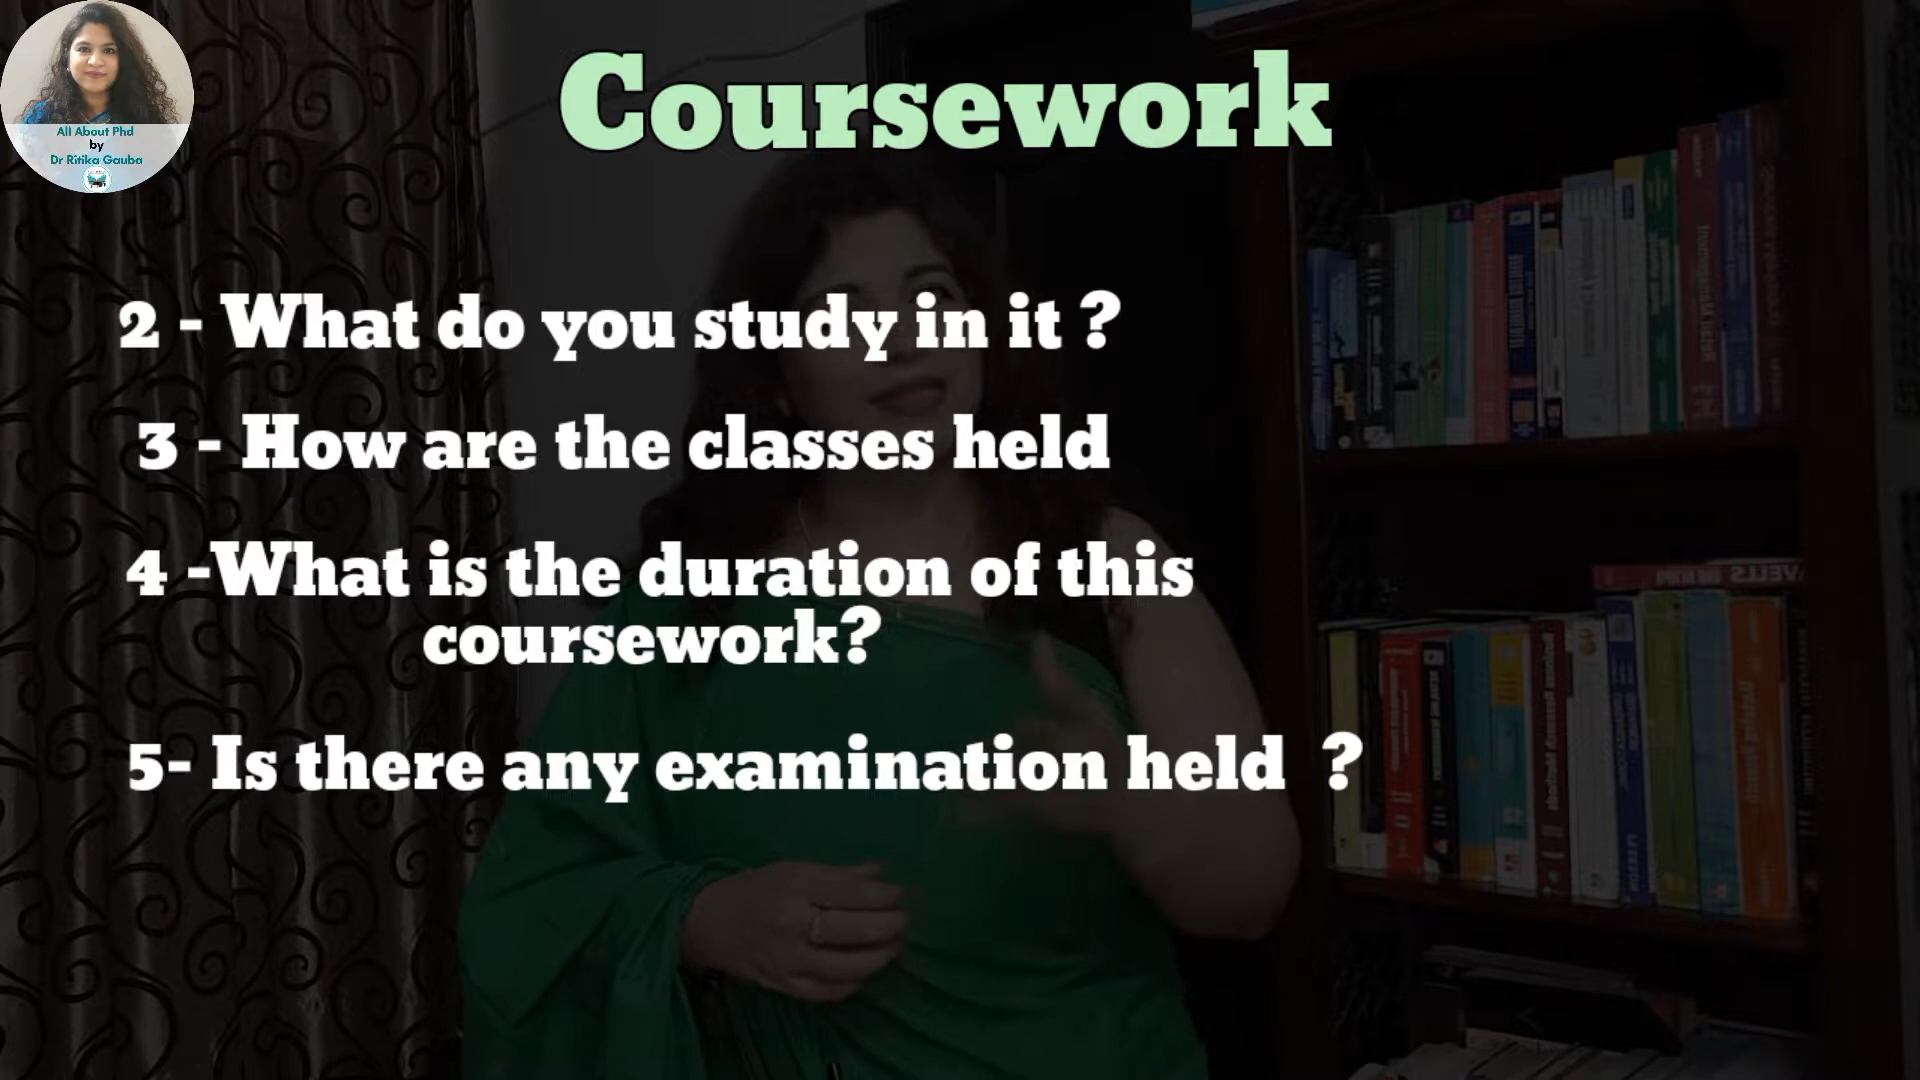 All About Phd
by
Dr Ritika Gauba
Coursework
2 - What do you study in it ?
3 - How are the classes held
4 -What is the duration of this
coursework?
5- Is there any examination held ?